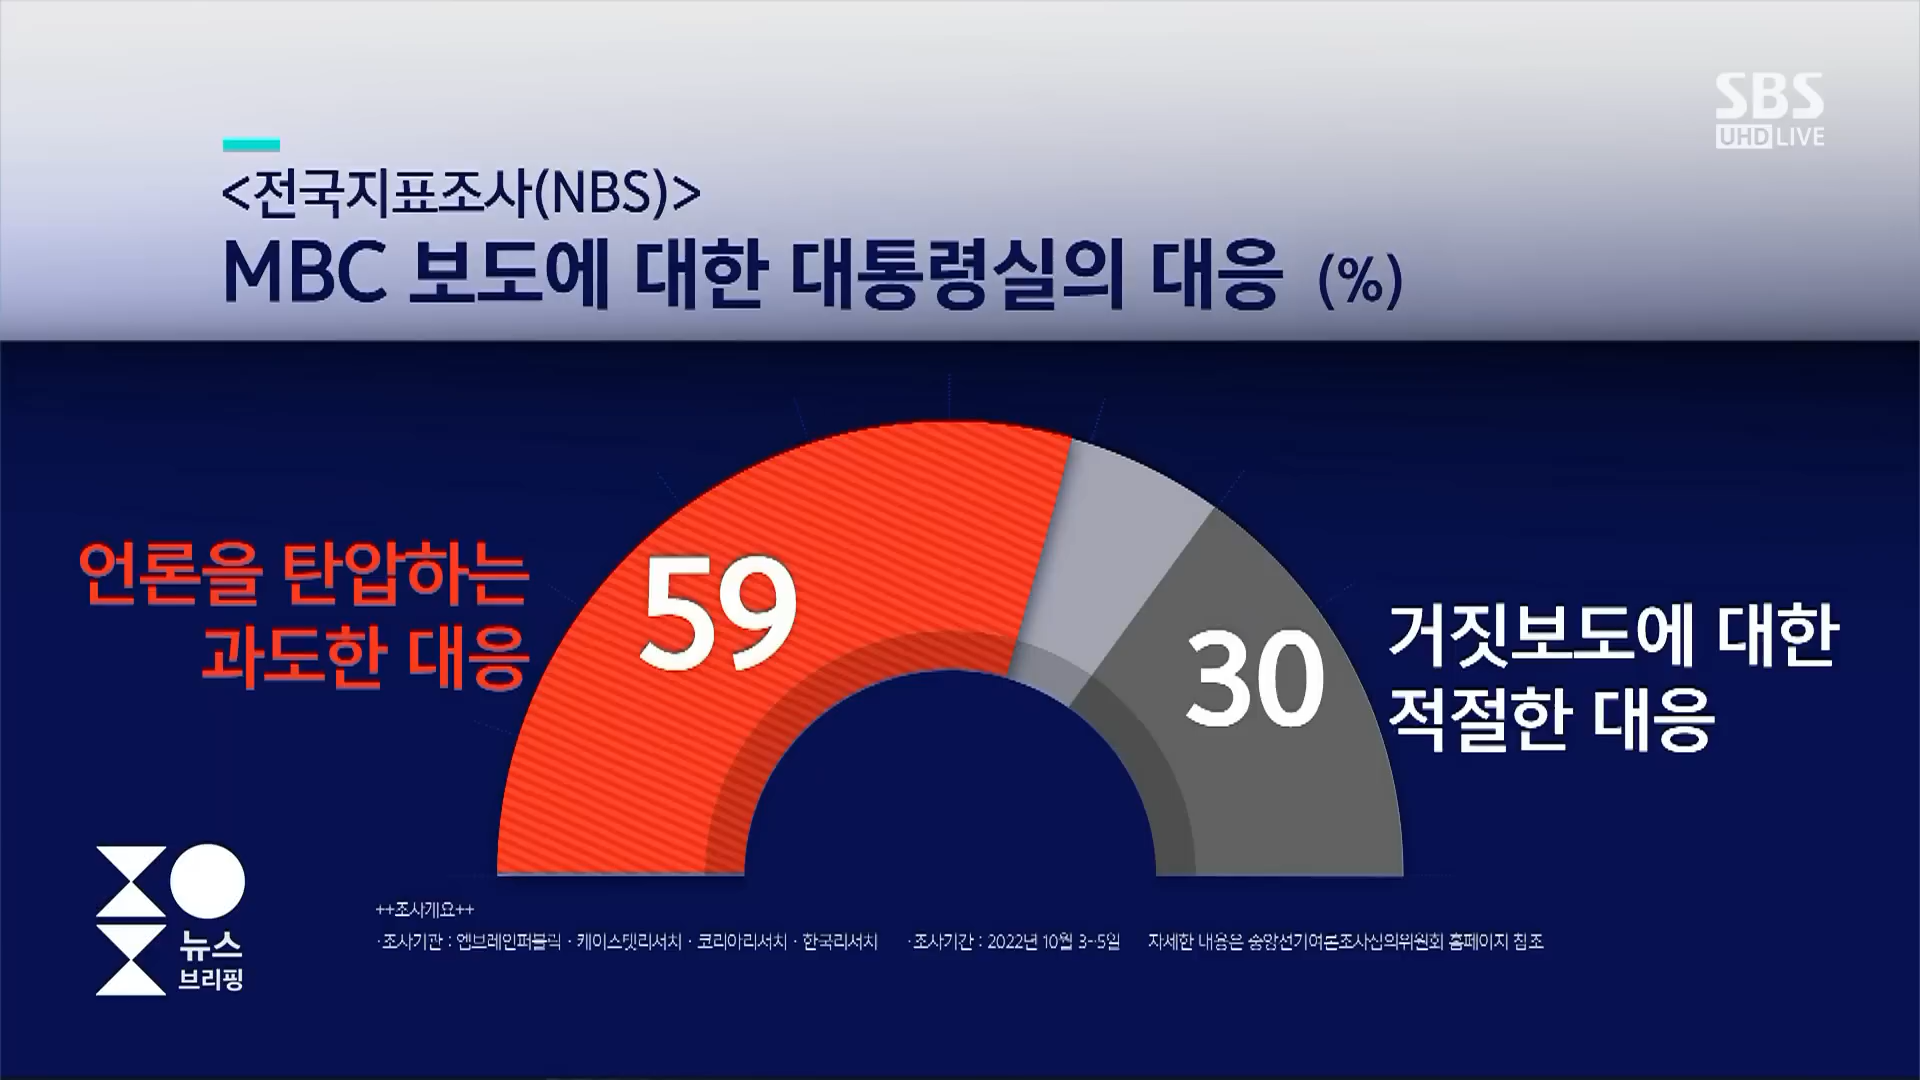 SBS
UHD LIVE
<전국지표조사(NBS)>
MBC 보도에 대한 대통령실의 대응 (%)
언론을 탄압하는
과도한 대응
59
30
거짓보도에 대한
적절한 대응
뉴스
브리핑
++조사개요++
·조사기관 : 엠브레인퍼블릭 · 케이스탯리서치 · 코리아리서치 · 한국리서치 ·조사기간 : 2022년 10월 3~5일 자세한 내용은 중앙선거여론조사심의위원회 홈페이지 참조